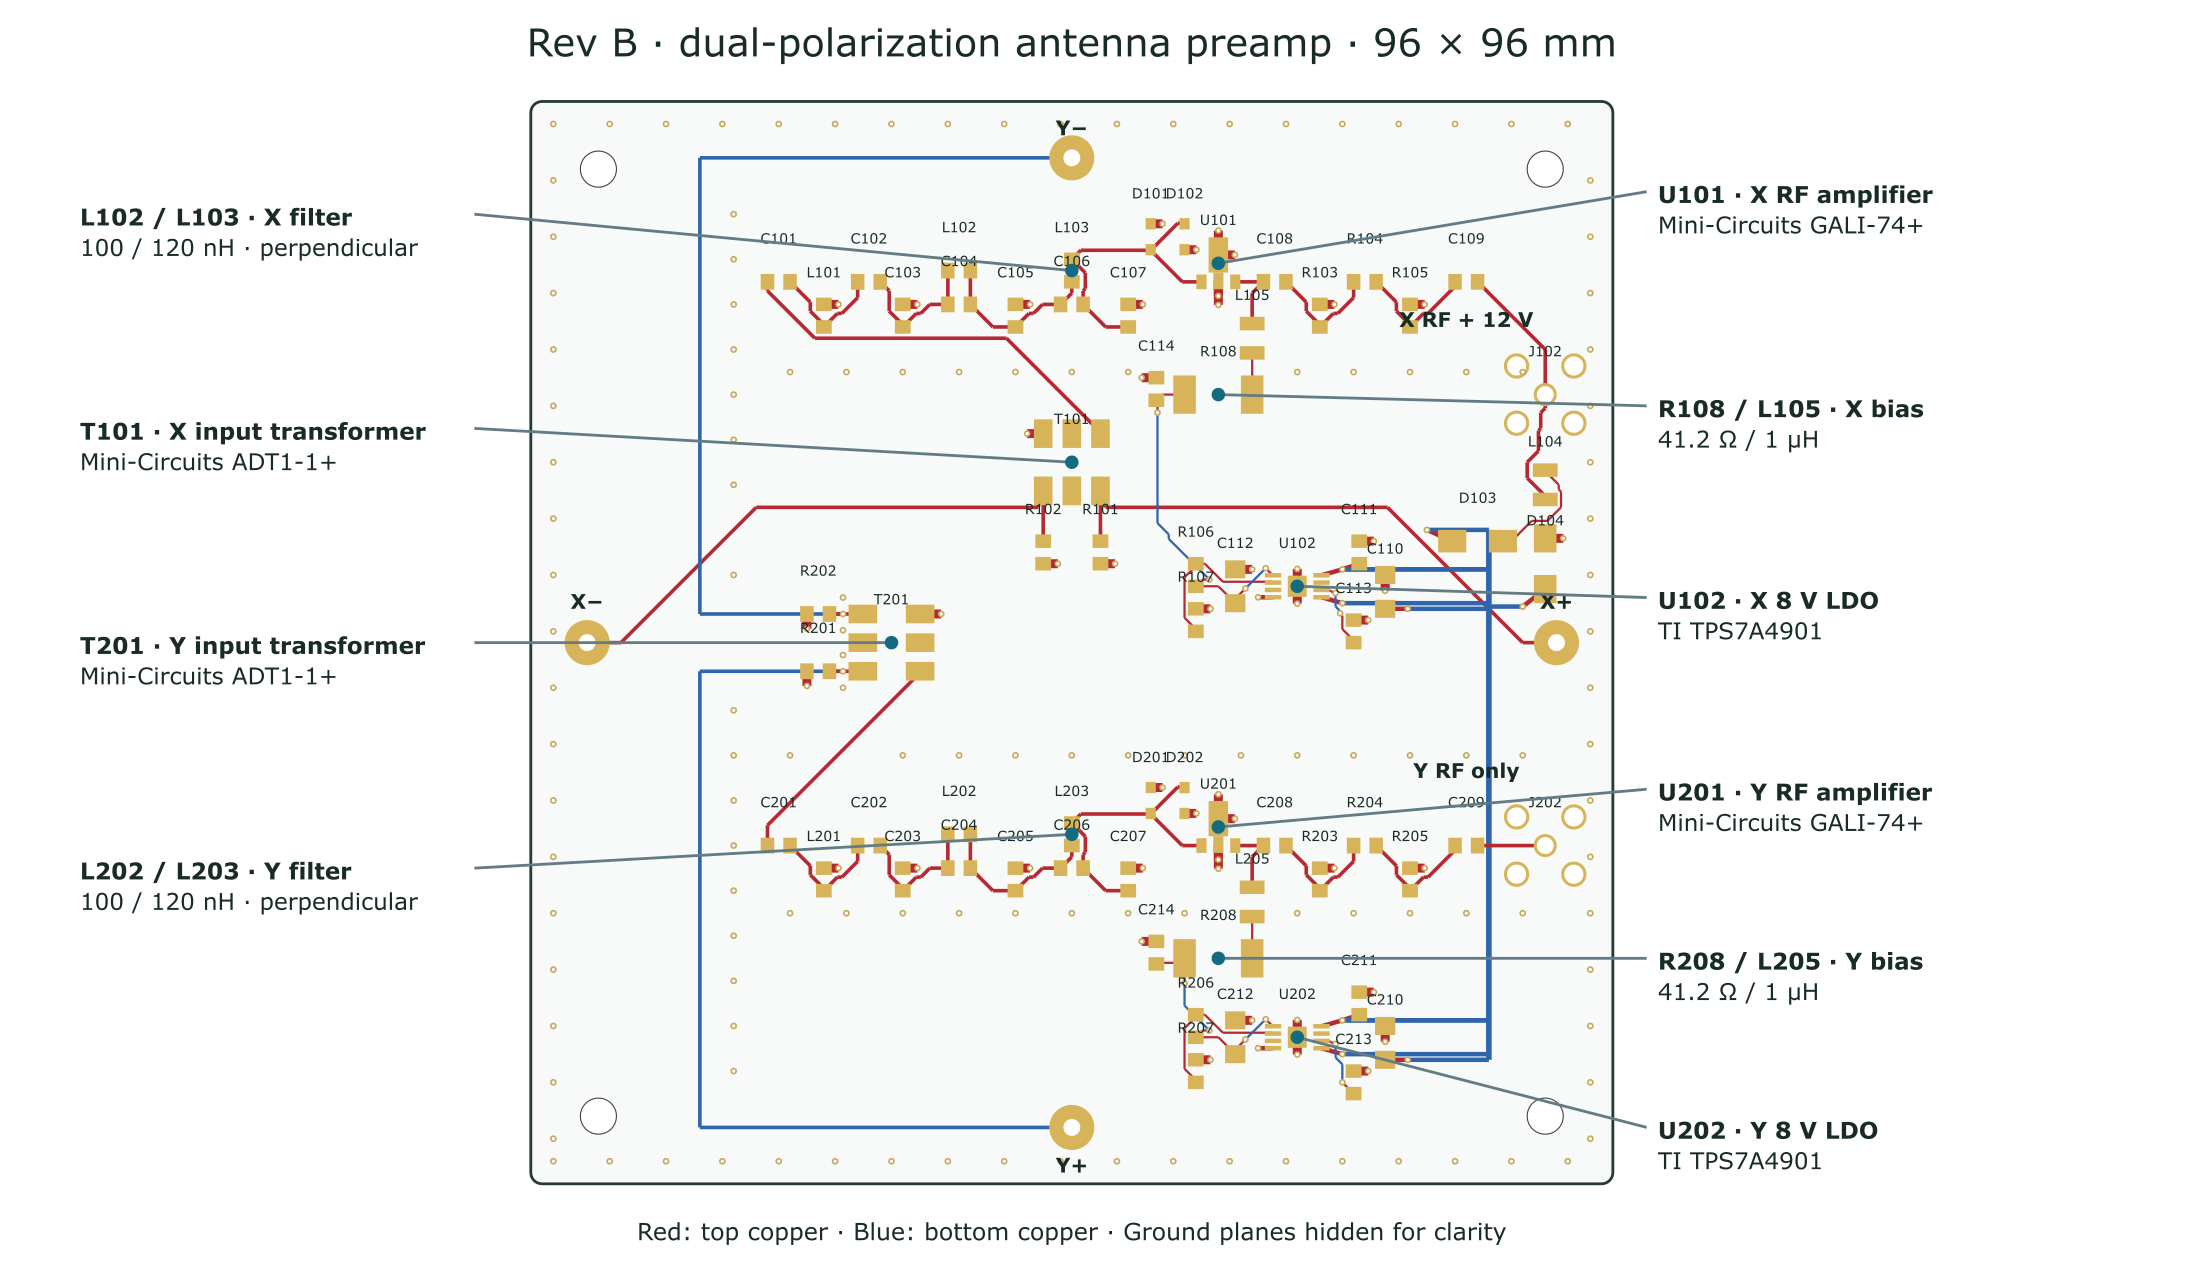 Rev B · dual-polarization antenna preamp · 96 × 96 mm
Y−
D101 D102
U101 · X RF amplifier
Mini-Circuits GALI-74+
L102 / L103 · X filter
100 / 120 nH · perpendicular
L102
L103
U101
C101
C102
C108
R104
C109
C104
C106
L101
C103
C105
C107
R103
R105
L105
X RF + 12 V
C114
R108
J102
R108 / L105 · X bias
41.2 Ω / 1 µH
T101 · X input transformer
Mini-Circuits ADT1-1+
T101
L104
D103
R102
R101
C111
D104
R106
C112
U102
C110
R107
C113
R202
T201
X−
X+
U102 · X 8 V LDO
TI TPS7A4901
R201
T201 · Y input transformer
Mini-Circuits ADT1-1+
D201 D202
Y RF only
U201 · Y RF amplifier
Mini-Circuits GALI-74+
L202
L203
U201
C201
C202
C208
R204
C209
J202
L201
C203
C204
C205
C206
C207
R203
R205
L205
L202 / L203 · Y filter
100 / 120 nH · perpendicular
C214
R208
R208 / L205 · Y bias
41.2 Ω / 1 µH
C211
R206
C212
U202
C210
R207
C213
U202 · Y 8 V LDO
TI TPS7A4901
Y+
Red: top copper · Blue: bottom copper · Ground planes hidden for clarity